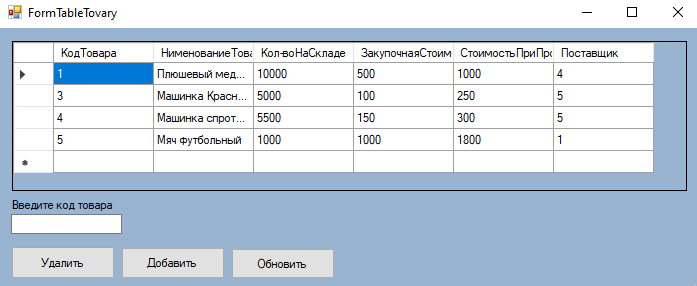 FormTableTovary
КодТовара НименованиеТова Кол-воНаСкладе ЗакупочнаяСтоим СтоимостьПриПро Поставщик
1 Плюшевый мед... 10000 500 1000 4
3 Машинка Красн... 5000 100 250 5
4 Машинка спрот... 5500 150 300 5
5 Мяч футбольный 1000 1000 1800 1
Введите код товара
Удалить Добавить Обновить